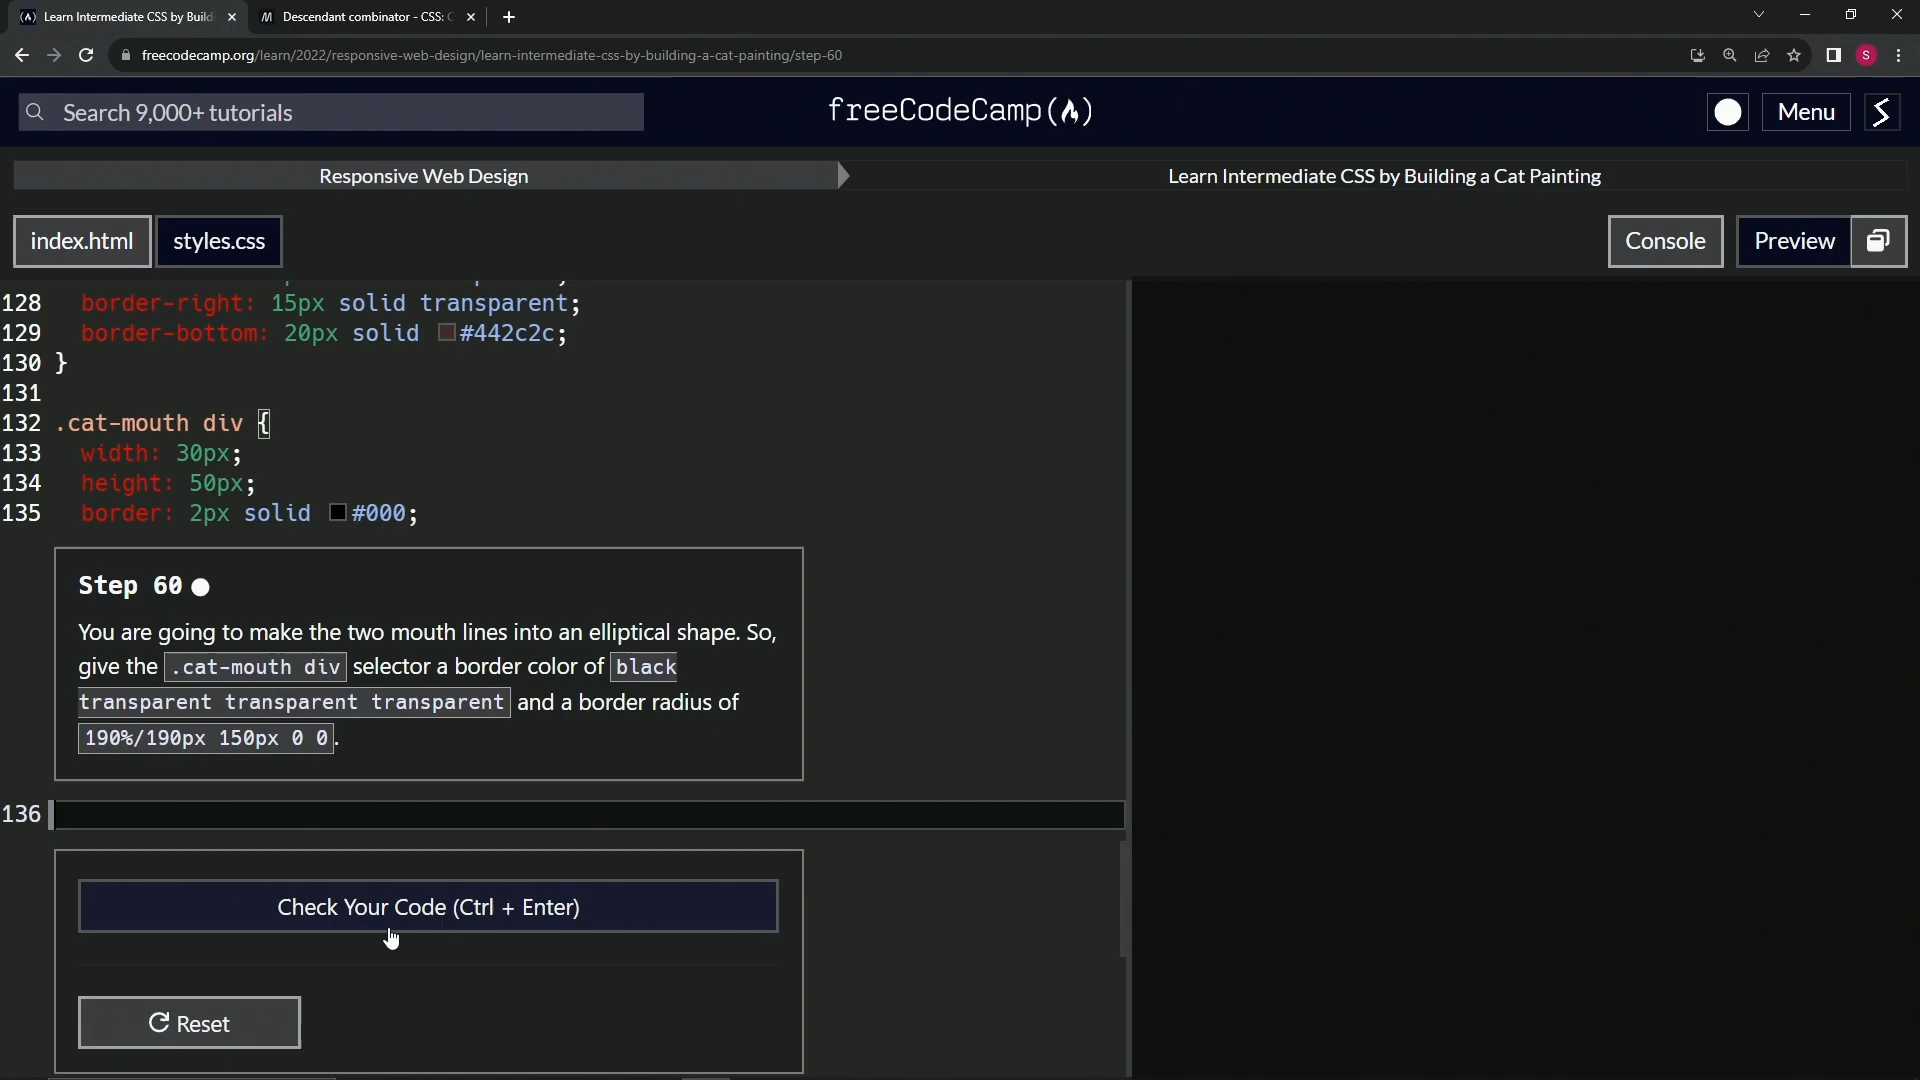 Learn Intermediate CSS by Build
Descendant combinator - CSS: C
freecodecamp.org/learn/2022/responsive-web-design/learn-intermediate-css-by-building-a-cat-painting/step-60
S
Search 9,000+ tutorials
freeCodeCamp
Menu
Responsive Web Design
Learn Intermediate CSS by Building a Cat Painting
index.html
styles.css
Console
Preview
128 border-right: 15px solid transparent;
129 border-bottom: 20px solid #442c2c;
130 }
131
132 .cat-mouth div {
133 width: 30px;
134 height: 50px;
135 border: 2px solid #000;
Step 60
You are going to make the two mouth lines into an elliptical shape. So,
give the .cat-mouth div selector a border color of black
transparent transparent transparent and a border radius of
190%/190px 150px 0 0.
136
Check Your Code (Ctrl + Enter)
Reset